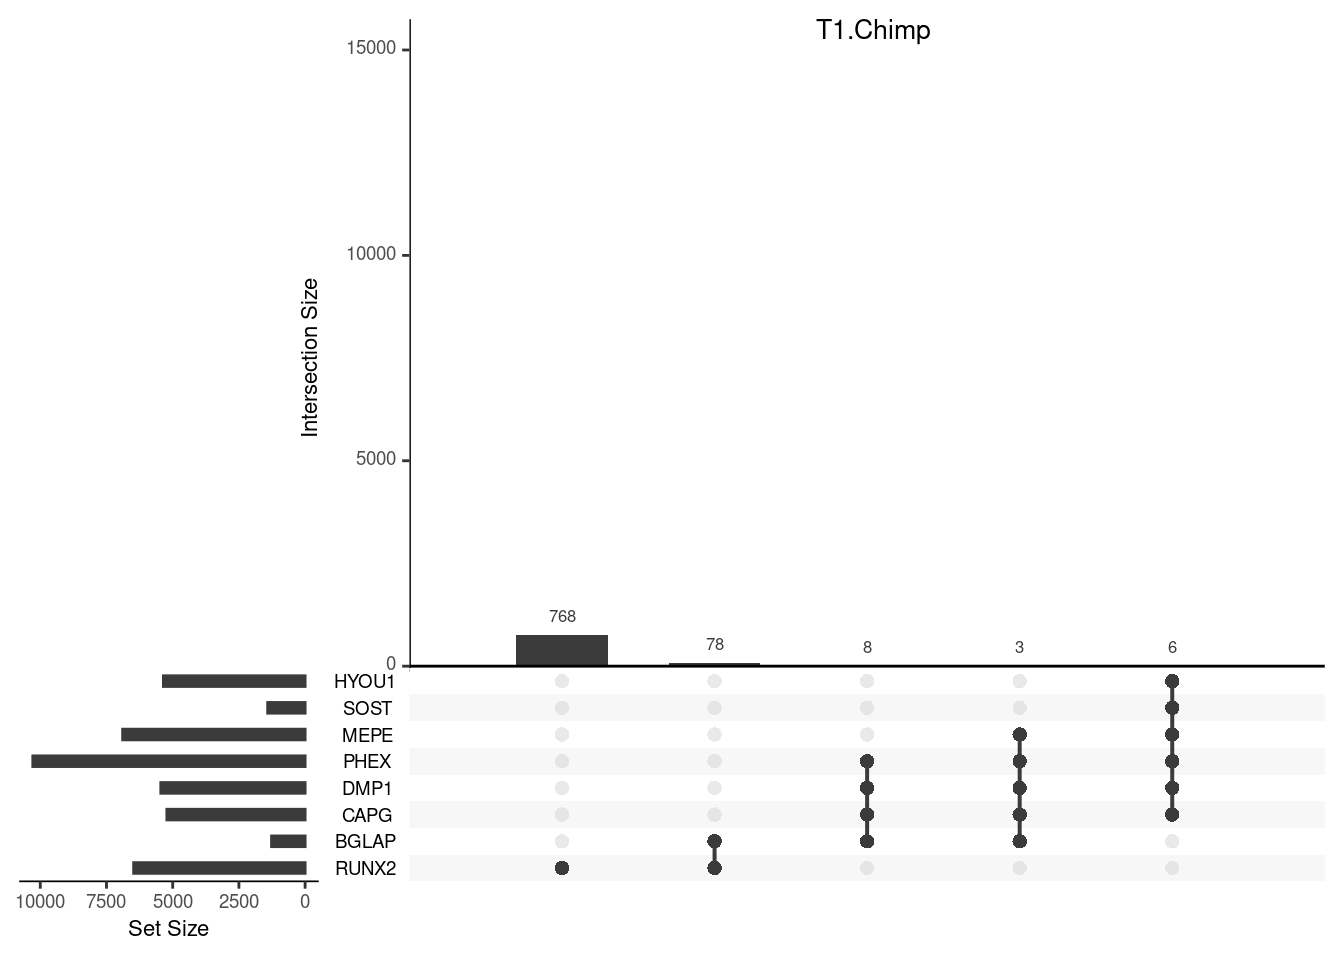 T1.Chimp
15000
10000
5000
0
Intersection Size
768
78
8
3
6
HYOU1
SOST
MEPE
PHEX
DMP1
CAPG
BGLAP
RUNX2
10000 7500 5000 2500 0
Set Size